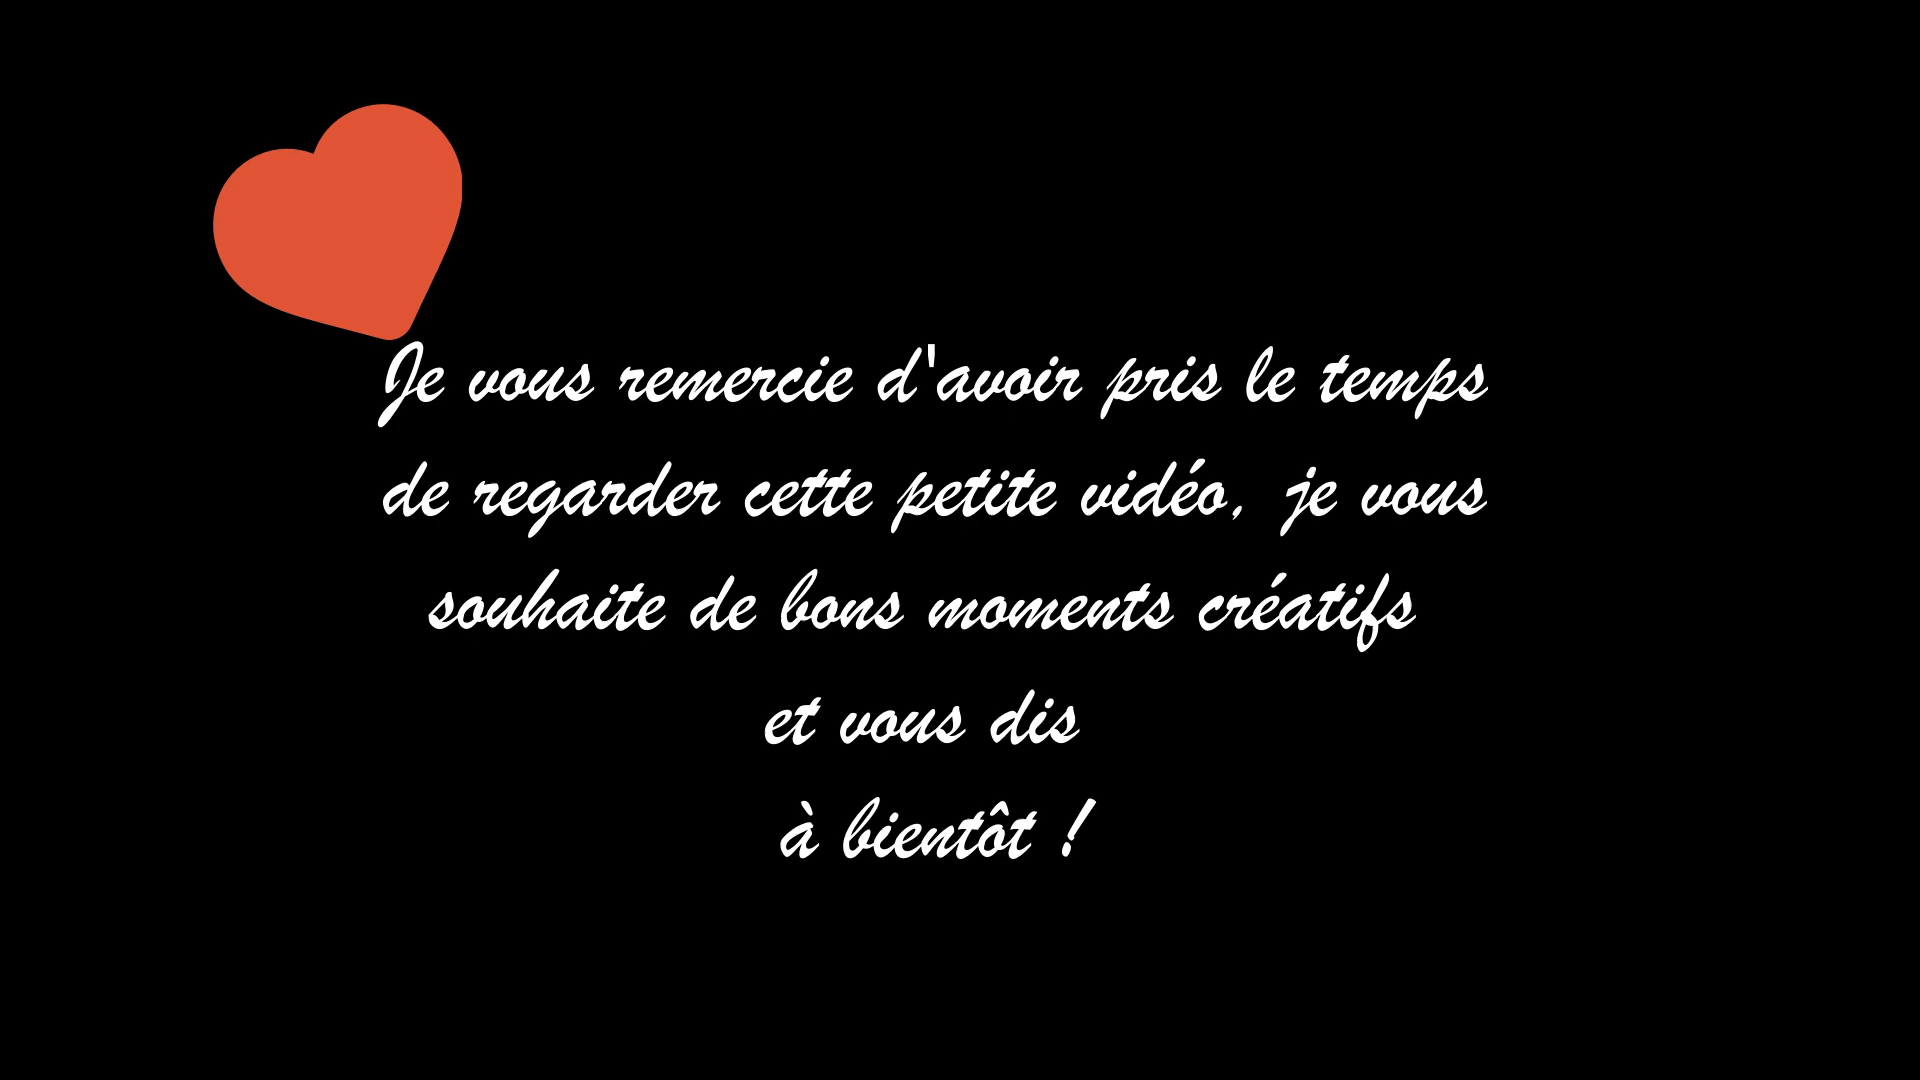 Je vous remercie d'avoir pris le temps
de regarder cette petite vidéo, je vous
souhaite de bons moments créatifs
et vous dis
à bientôt !